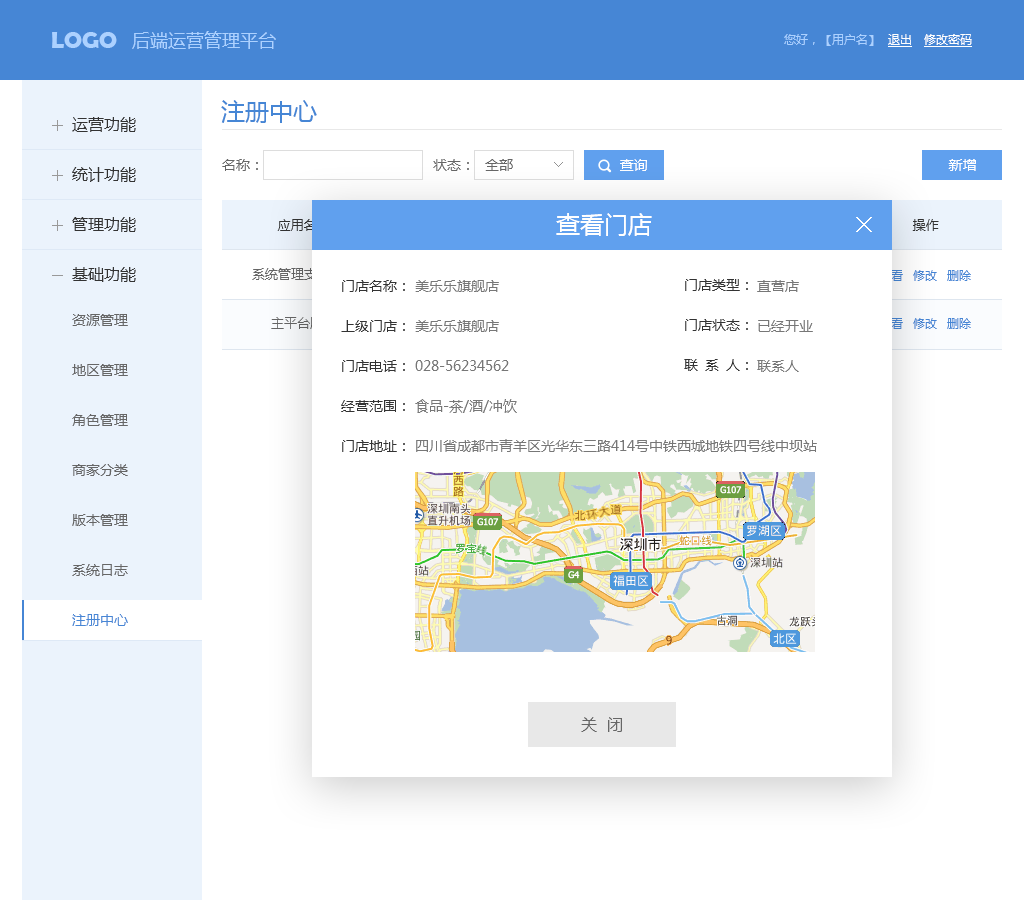 LOGO 后端运营管理平台
您好，【用户名】 退出 修改密码
运营功能
统计功能
管理功能
基础功能
资源管理
地区管理
角色管理
商家分类
版本管理
系统日志
注册中心
注册中心
名称： 状态： 全部 查询 新增
应用名 操作
系统管理支 看 修改 删除
主平台 看 修改 删除
查看门店
门店名称： 美乐乐旗舰店 门店类型： 直营店
上级门店： 美乐乐旗舰店 门店状态： 已经开业
门店电话： 028-56234562 联 系 人： 联系人
经营范围： 食品-茶/酒/冲饮
门店地址： 四川省成都市青羊区光华东三路414号中铁西城地铁四号线中坝站
西路
G107
深圳南头
直升机场
G107
北环大道
罗湖区
罗宝线
深圳市
蛇口线
深圳站
站
G4
福田区
古洞
龙跃
北区
9
关 闭